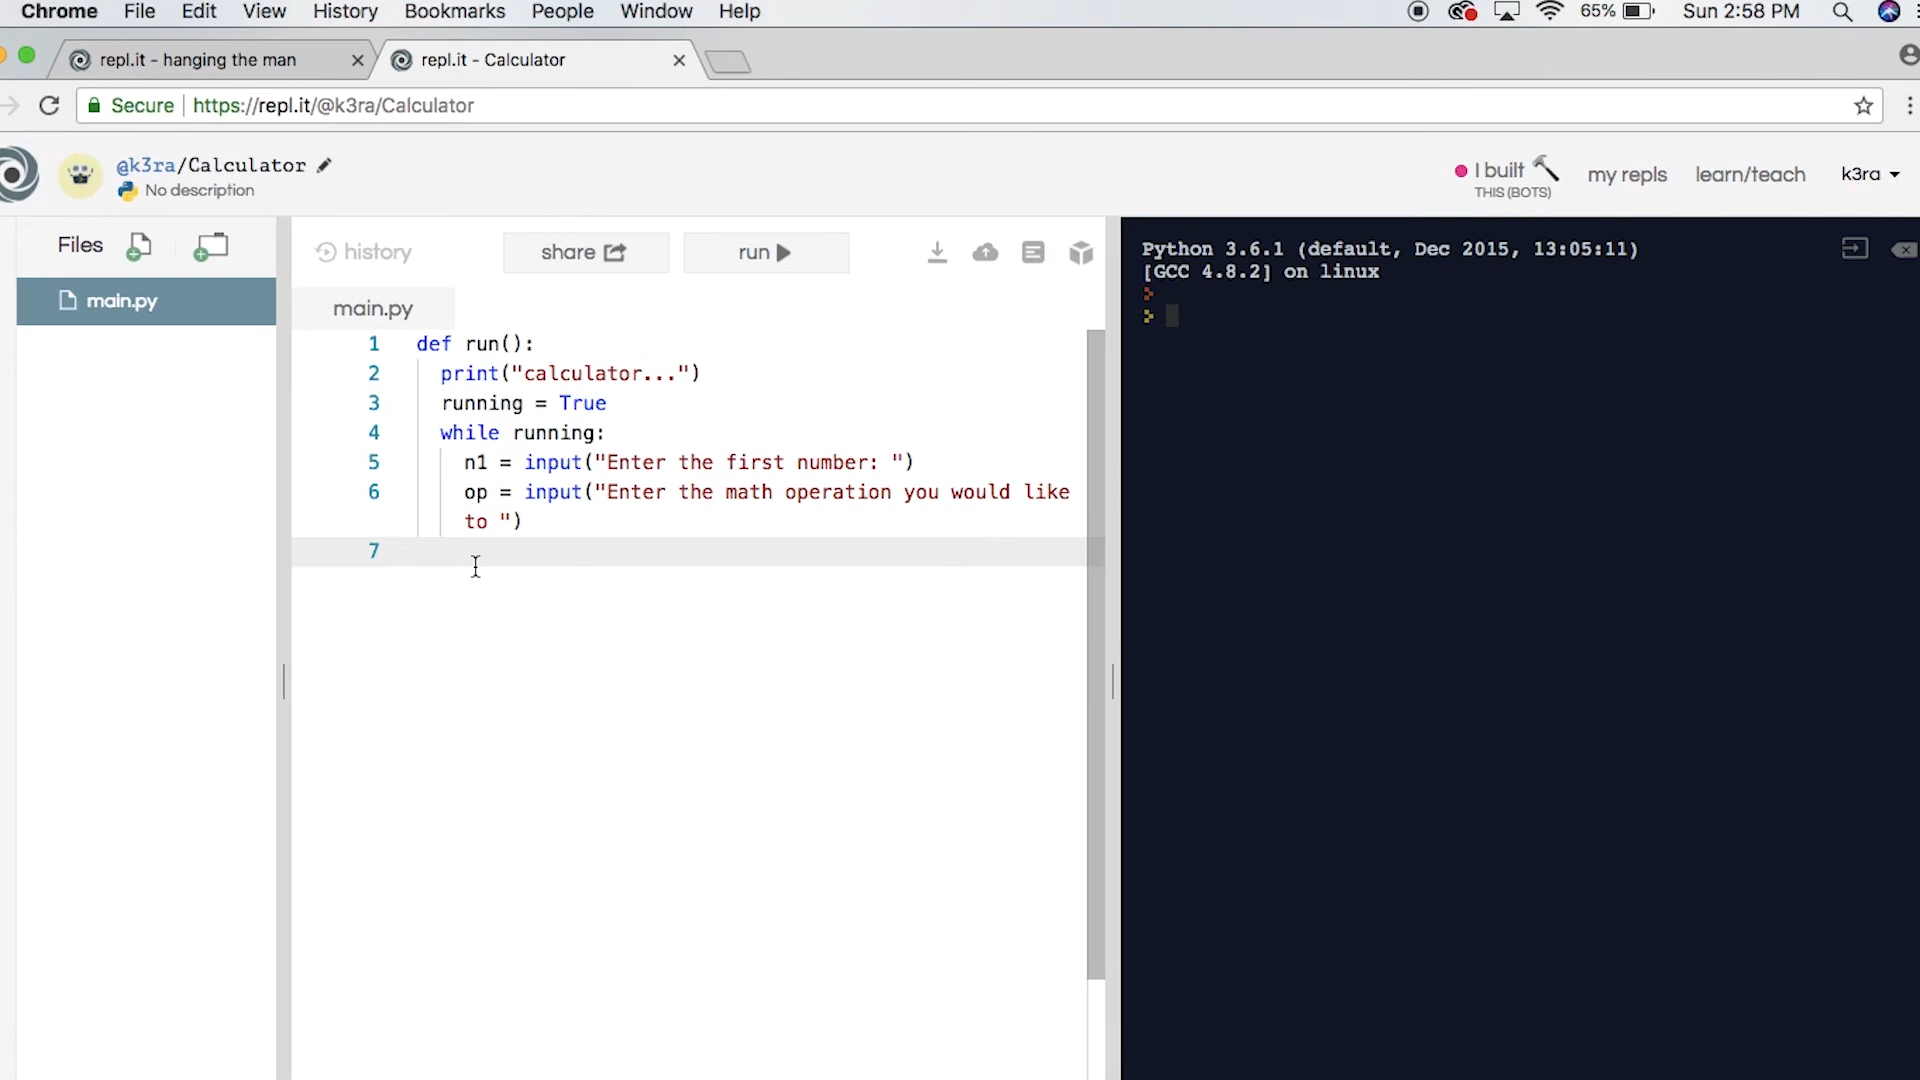 Chrome File Edit View History Bookmarks People Window Help 65% Sun 2:58 PM
repl.it - hanging the man
repl.it - Calculator
Secure https://repl.it/@k3ra/Calculator
@k3ra/Calculator
No description
I built
THIS (BOTS)
my repls
learn/teach
k3ra
Files
main.py
history
share
run
main.py
1 def run():
2 print("calculator...")
3 running = True
4 while running:
5 n1 = input("Enter the first number: ")
6 op = input("Enter the math operation you would like
to ")
7
Python 3.6.1 (default, Dec 2015, 13:05:11)
[GCC 4.8.2] on linux